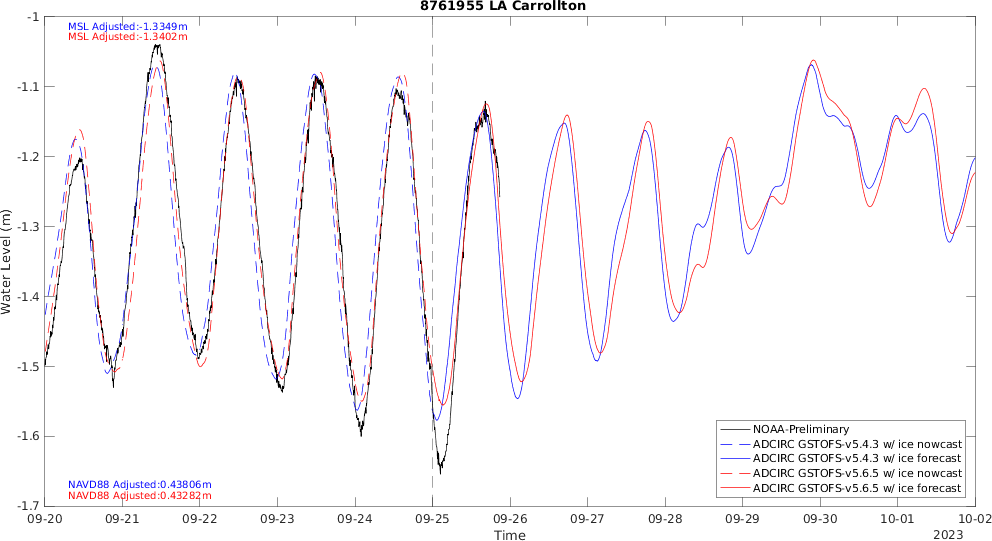 8761955 LA Carrollton
MSL Adjusted:-1.3349m
MSL Adjusted:-1.3402m
-1
-1.1
-1.2
-1.3
-1.4
-1.5
-1.6
-1.7
Water Level (m)
NOAA-Preliminary
ADCIRC GSTOFS-v5.4.3 w/ ice nowcast
ADCIRC GSTOFS-v5.4.3 w/ ice forecast
ADCIRC GSTOFS-v5.6.5 w/ ice nowcast
ADCIRC GSTOFS-v5.6.5 w/ ice forecast
NAVD88 Adjusted:0.43806m
NAVD88 Adjusted:0.43282m
09-20 09-21 09-22 09-23 09-24 09-25 09-26 09-27 09-28 09-29 09-30 10-01 10-02
Time
2023